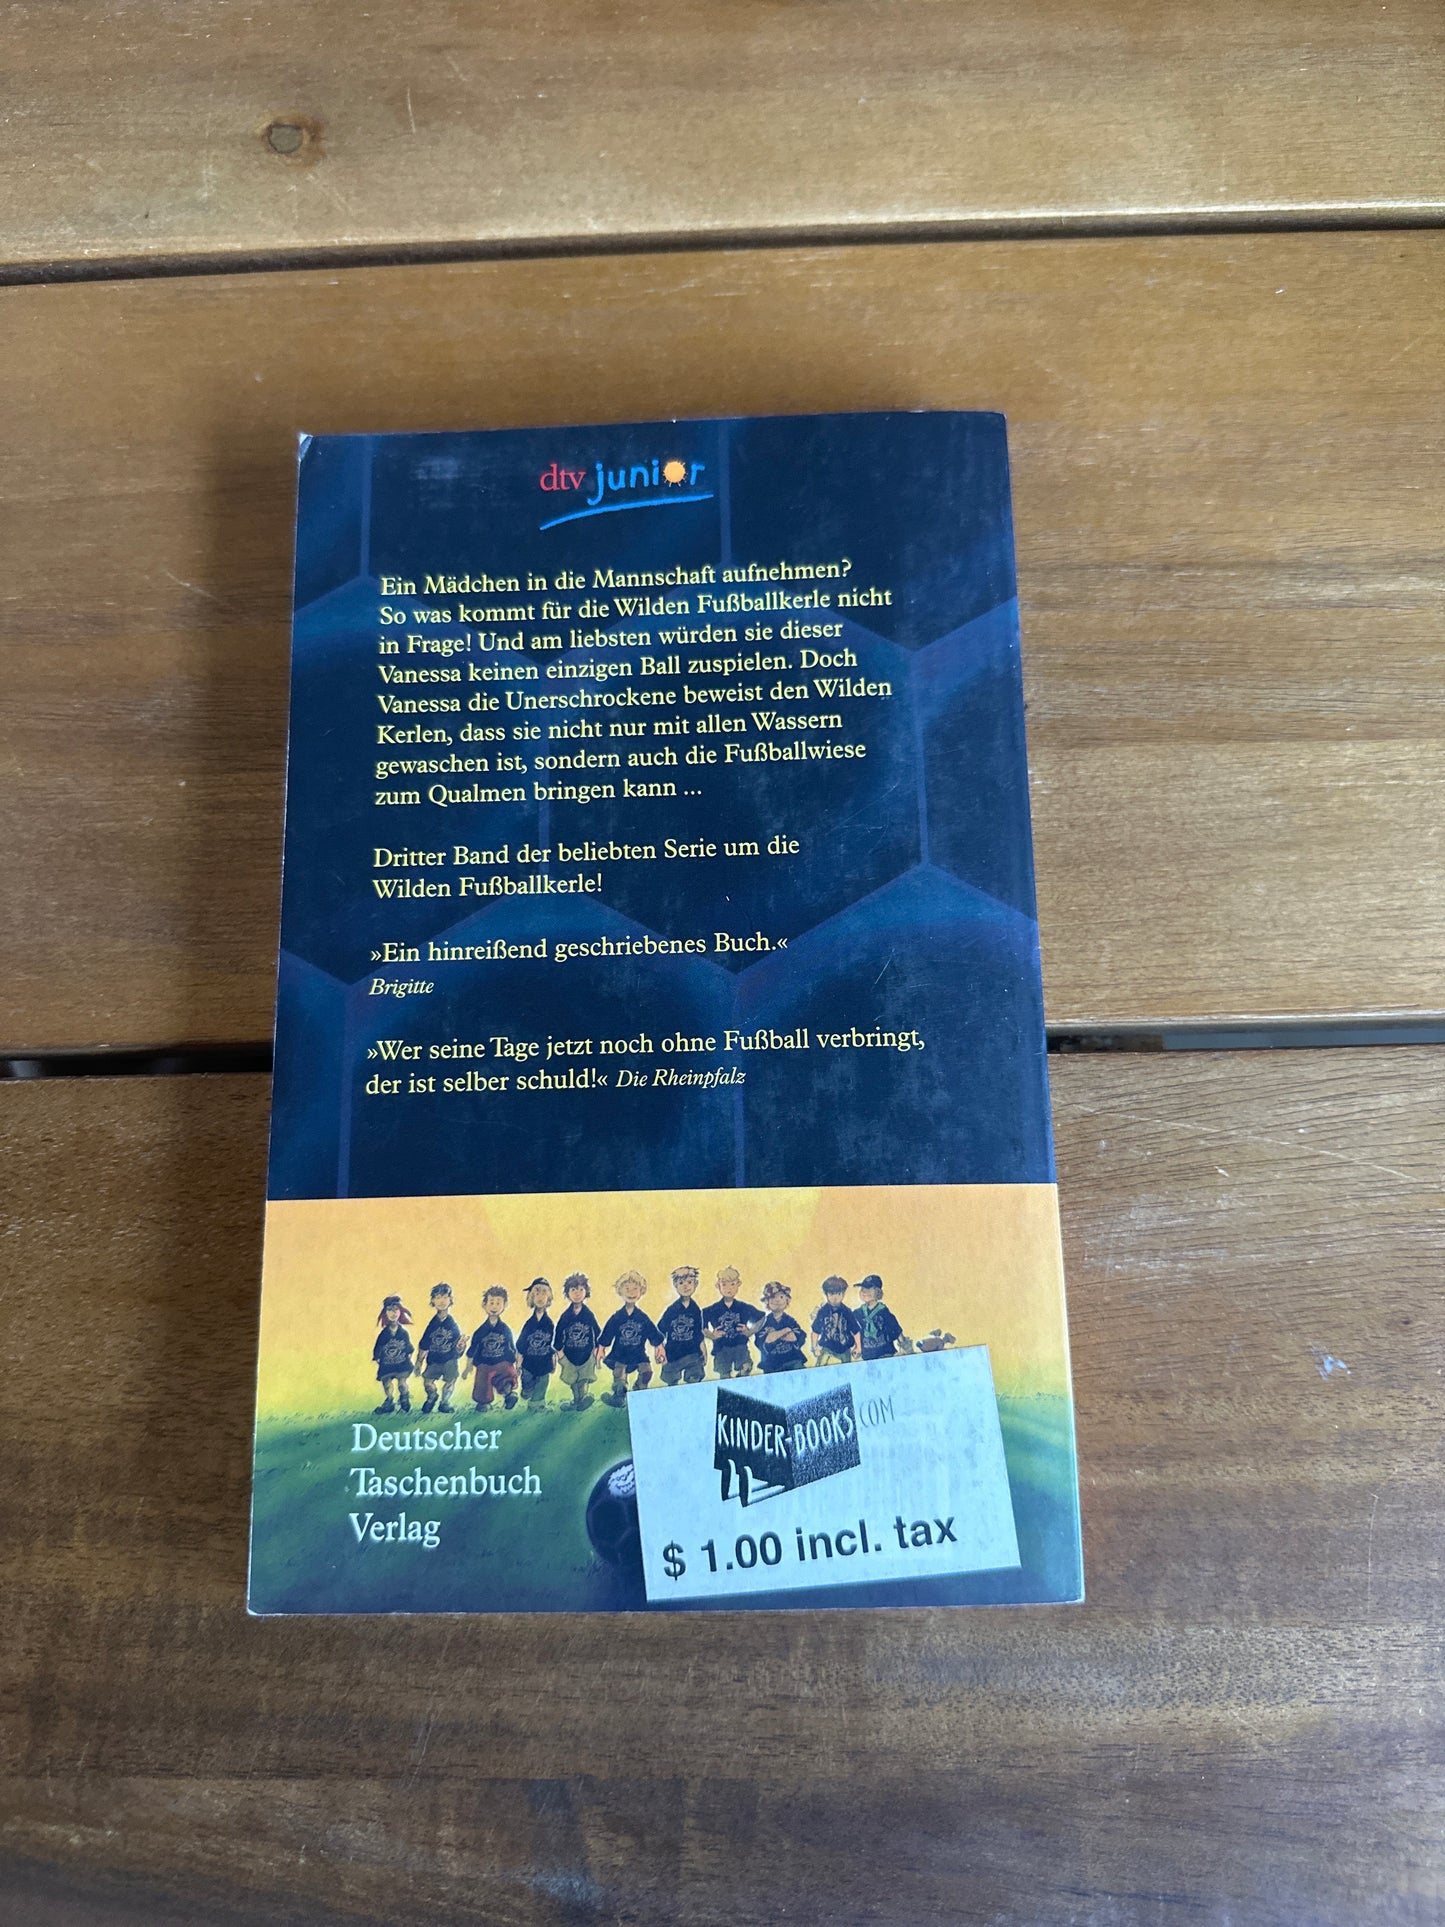 dtv junior
Ein Mädchen in die Mannschaft aufnehmen?
So was kommt für die Wilden Fußballkerle nicht
in Frage! Und am liebsten würden sie dieser
Vanessa keinen einzigen Ball zuspielen. Doch
Vanessa die Unerschrockene beweist den Wilden
Kerlen, dass sie nicht nur mit allen Wassern
gewaschen ist, sondern auch die Fußballwiese
zum Qualmen bringen kann ...
Dritter Band der beliebten Serie um die
Wilden Fußballkerle!
»Ein hinreißend geschriebenes Buch.«
Brigitte
»Wer seine Tage jetzt noch ohne Fußball verbringt,
der ist selber schuld!« Die Rheinpfalz
Deutscher
Taschenbuch
Verlag
KINDER-BOOKS.COM
$ 1.00 incl. tax